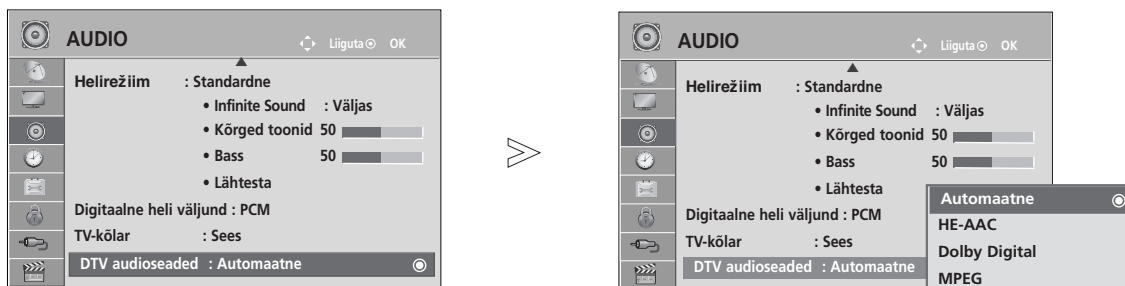 AUDIO
Liiguta OK
Helirežiim : Standardne
• Infinite Sound : Väljas
• Kõrged toonid 50
• Bass 50
• Lähtesta
Digitaalne heli väljund : PCM
TV-kõlar : Sees
DTV audioseaded : Automaatne
AUDIO
Liiguta OK
Helirežiim : Standardne
• Infinite Sound : Väljas
• Kõrged toonid 50
• Bass 50
• Lähtesta
Digitaalne heli väljund : PCM
TV-kõlar : Sees
DTV audioseaded : Automaatne
Automaatne
HE-AAC
Dolby Digital
MPEG